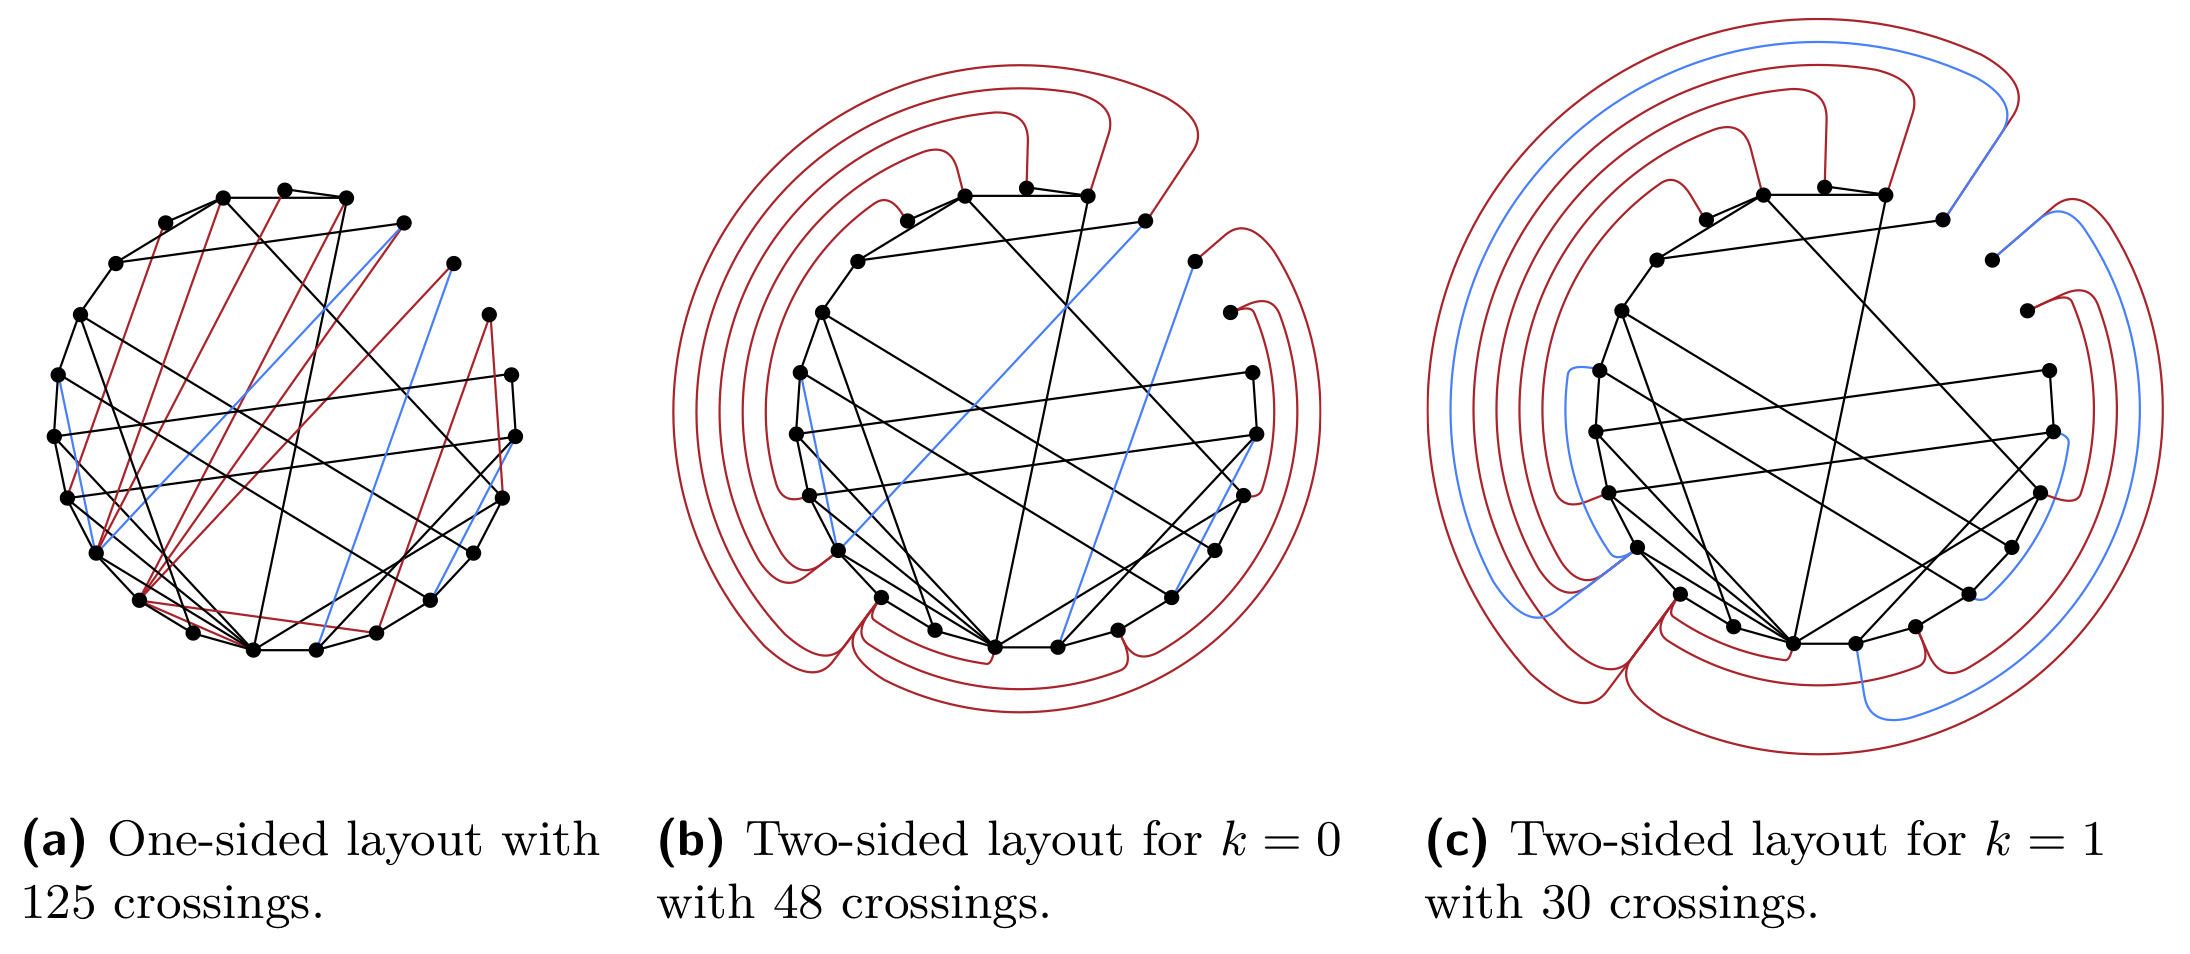 (a) One-sided layout with
125 crossings.
(b) Two-sided layout for k = 0
with 48 crossings.
(c) Two-sided layout for k = 1
with 30 crossings.